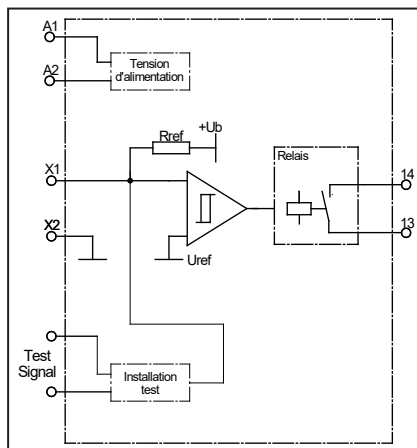 A1
A2
Tension
d'alimentation
+Ub
Rref
Relais
X1
14
X2
13
Uref
Test
Signal
Installation
test